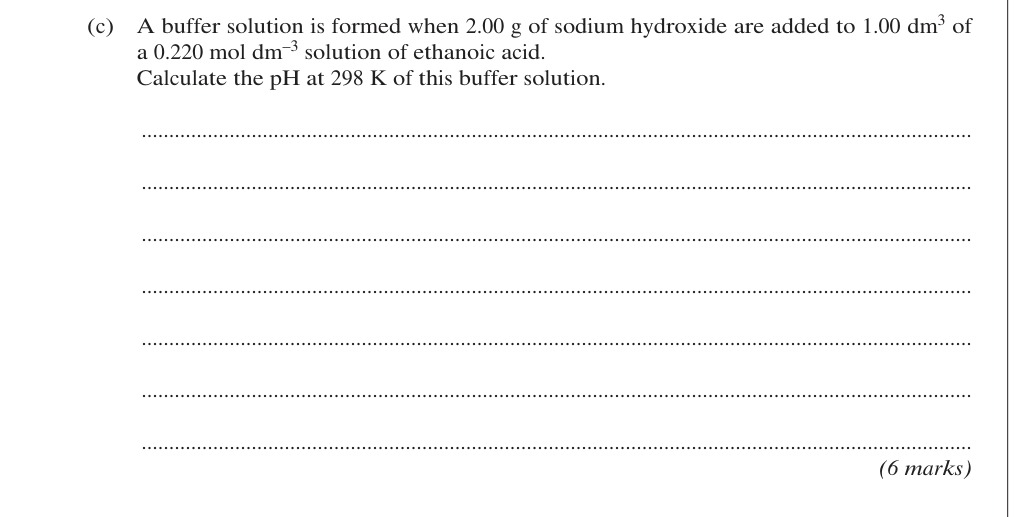 (c) A buffer solution is formed when 2.00 g of sodium hydroxide are added to 1.00 dm³ of
a 0.220 mol dm⁻³ solution of ethanoic acid.
Calculate the pH at 298 K of this buffer solution.
(6 marks)